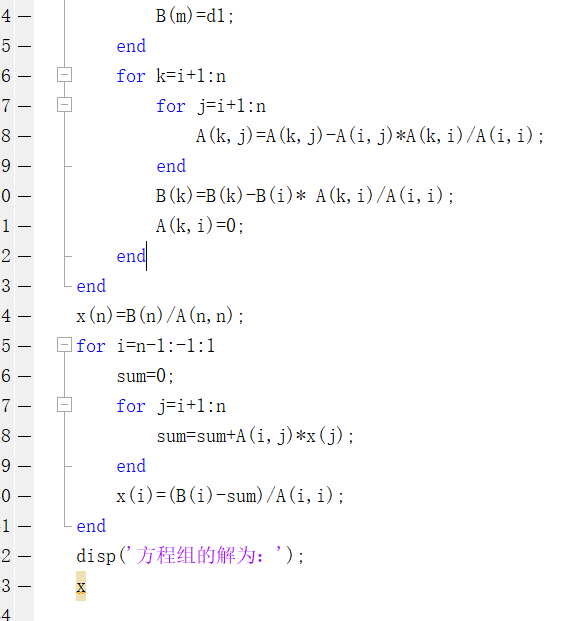 4 — B(m)=d1;
5 — end
6 — for k=i+1:n
7 — for j=i+1:n
8 — A(k,j)=A(k,j)-A(i,j)*A(k,i)/A(i,i);
9 — end
0 — B(k)=B(k)-B(i)* A(k,i)/A(i,i);
1 — A(k,i)=0;
2 — end
3 — end
4 — x(n)=B(n)/A(n,n);
5 — for i=n-1:-1:1
6 — sum=0;
7 — for j=i+1:n
8 — sum=sum+A(i,j)*x(j);
9 — end
0 — x(i)=(B(i)-sum)/A(i,i);
1 — end
2 — disp('方程组的解为：');
3 — x
4